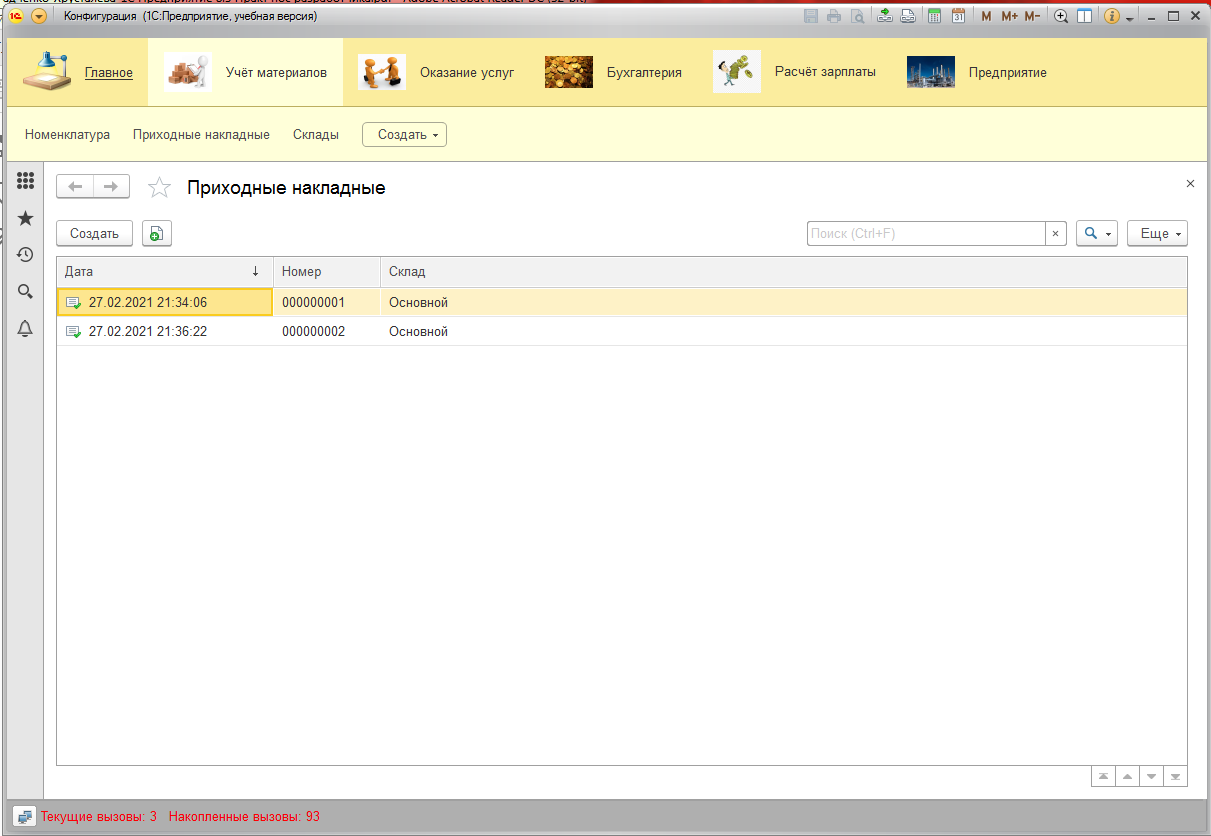 Конфигурация (1С:Предприятие, учебная версия)
M M+ M-
Главное Учёт материалов Оказание услуг Бухгалтерия Расчёт зарплаты Предприятие
Номенклатура Приходные накладные Склады Создать
Приходные накладные
Создать Поиск (Ctrl+F) Еще
Дата Номер Склад
27.02.2021 21:34:06 000000001 Основной
27.02.2021 21:36:22 000000002 Основной
Текущие вызовы: 3 Накопленные вызовы: 93